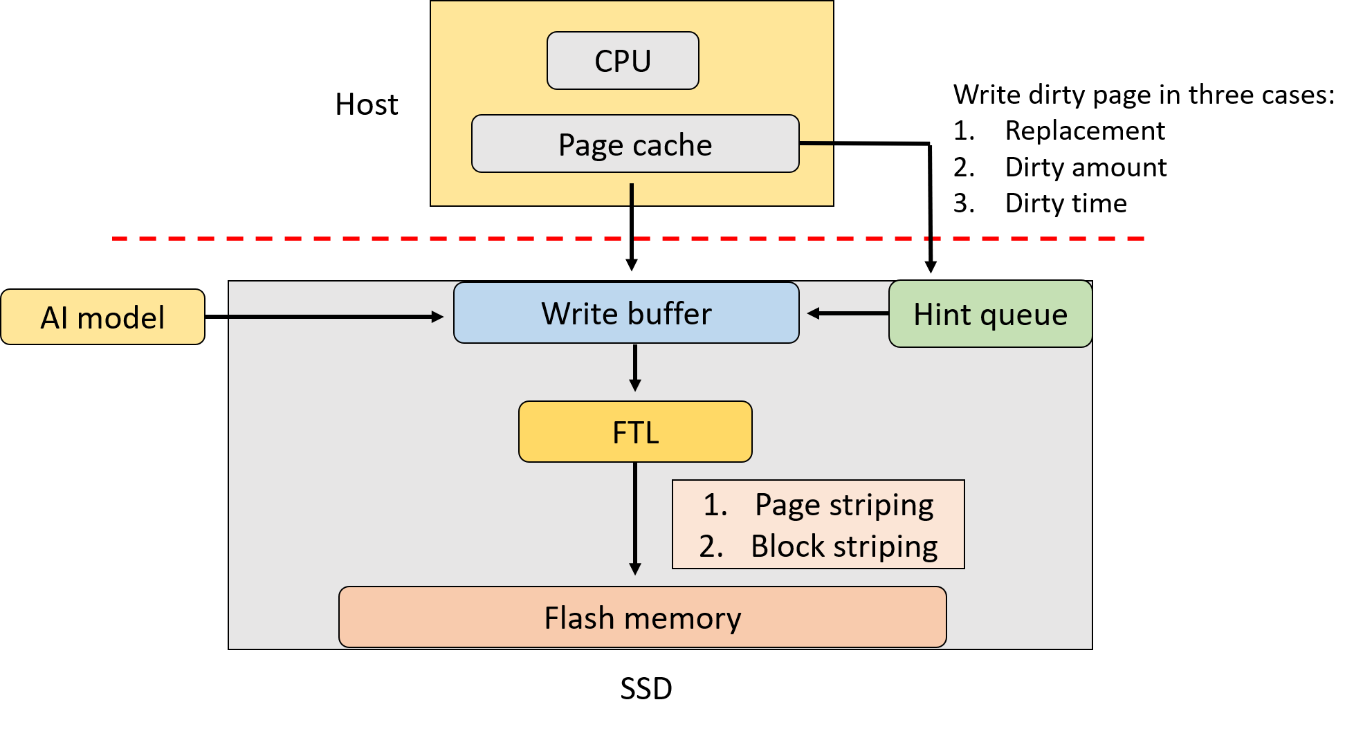 CPU
Host
Page cache
Write dirty page in three cases:
1. Replacement
2. Dirty amount
3. Dirty time
AI model
Write buffer
Hint queue
FTL
1. Page striping
2. Block striping
Flash memory
SSD